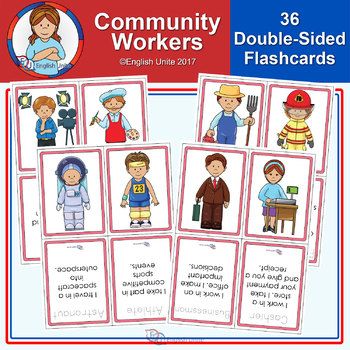 Community
Workers
©English Unite 2017
36
Double-Sided
Flashcards
23
Astronaut
I travel in a
spacecraft
outerspace.
Athlete
I take part in
competitive
sports
events.
Businessman
I work in an
office. I make
important
decisions.
Cashier
I work in a
store. I take
your payment
and give you a
receipt.